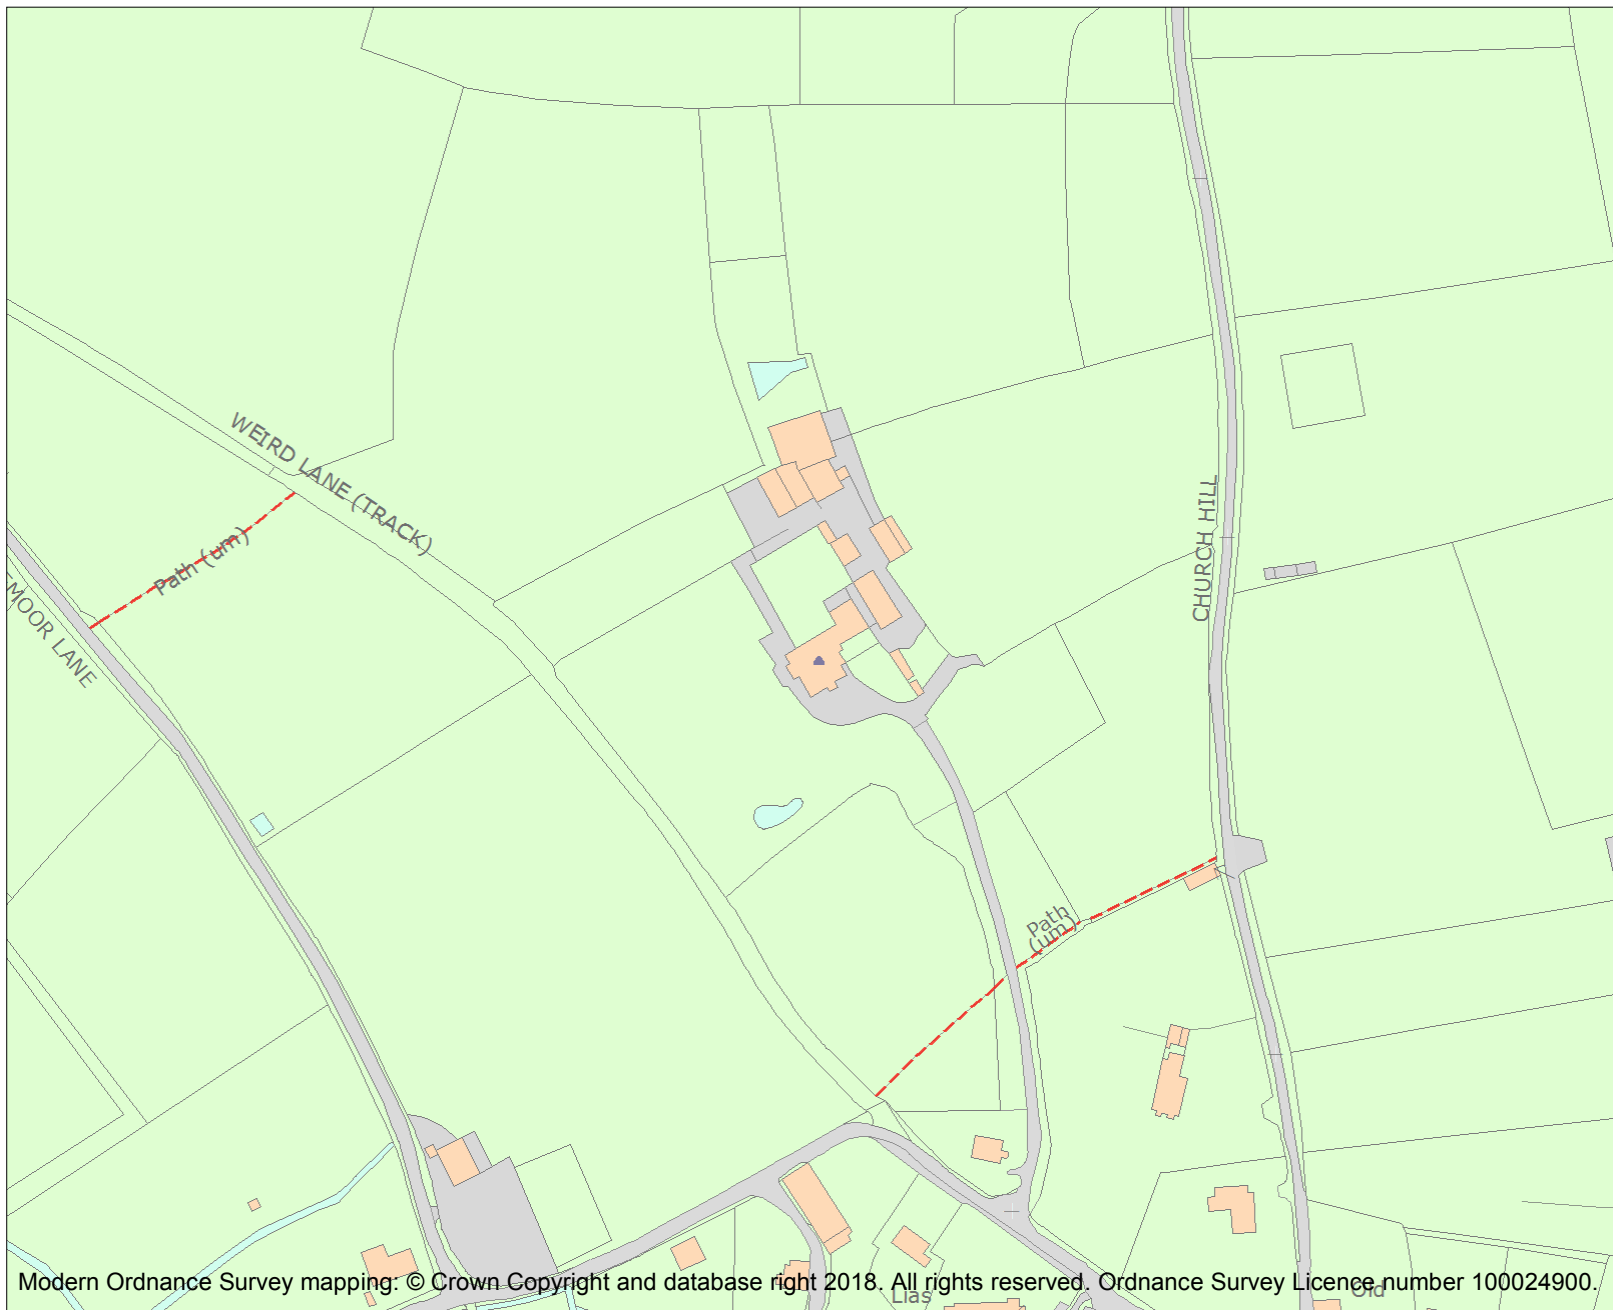 WEIRD LANE (TRACK)
Path (um)
CHURCH HILL
MOOR LANE
Path
(um)
Modern Ordnance Survey mapping: © Crown Copyright and database right 2018. All rights reserved. Ordnance Survey Licence number 100024900.
Lias
Old